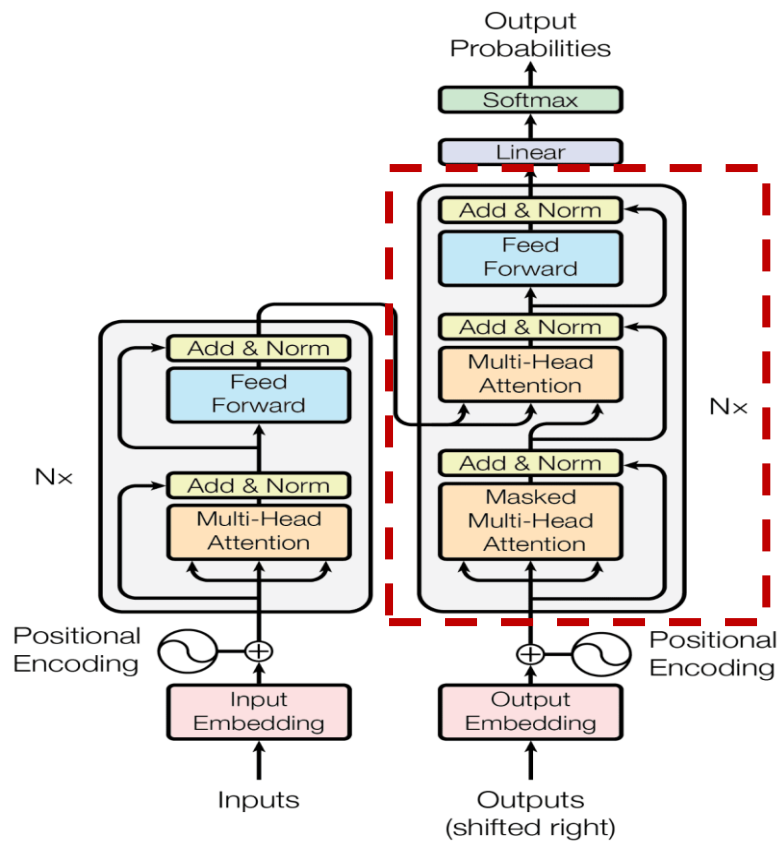 Output
Probabilities
Softmax
Linear
Add & Norm
Feed
Forward
Add & Norm
Multi-Head
Attention
Nx
Add & Norm
Masked
Multi-Head
Attention
Add & Norm
Feed
Forward
Nx
Add & Norm
Multi-Head
Attention
Positional
Encoding
Positional
Encoding
Input
Embedding
Output
Embedding
Inputs
Outputs
(shifted right)